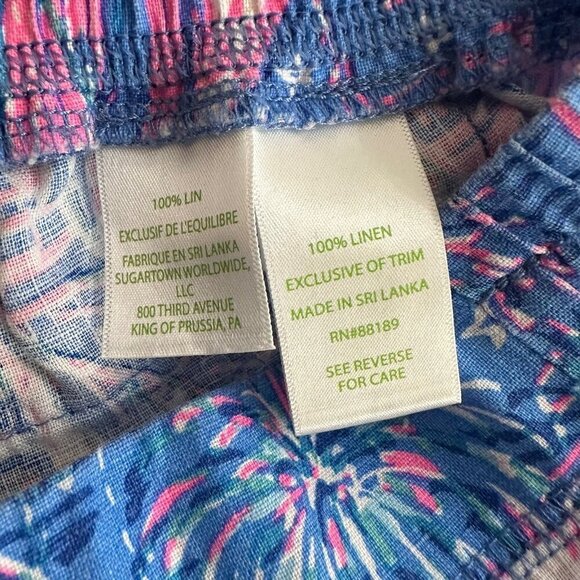 100% LIN
EXCLUSIF DE L'EQUILIBRE
FABRIQUE EN SRI LANKA
SUGARTOWN WORLDWIDE,
LLC
800 THIRD AVENUE
KING OF PRUSSIA, PA
100% LINEN
EXCLUSIVE OF TRIM
MADE IN SRI LANKA
RN#88189
SEE REVERSE
FOR CARE